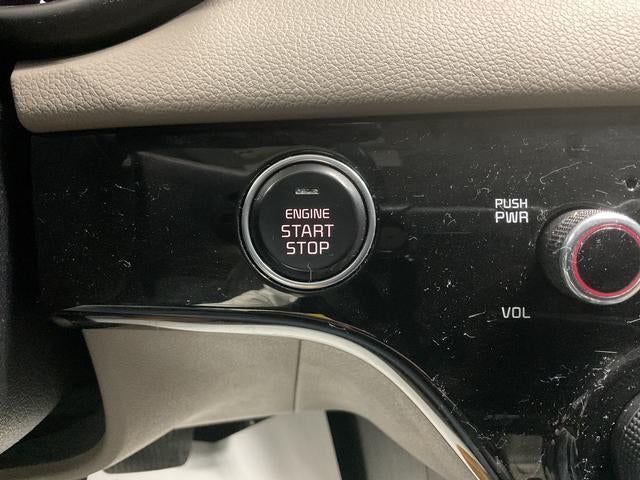 ENGINE
START
STOP
PUSH
PWR
VOL